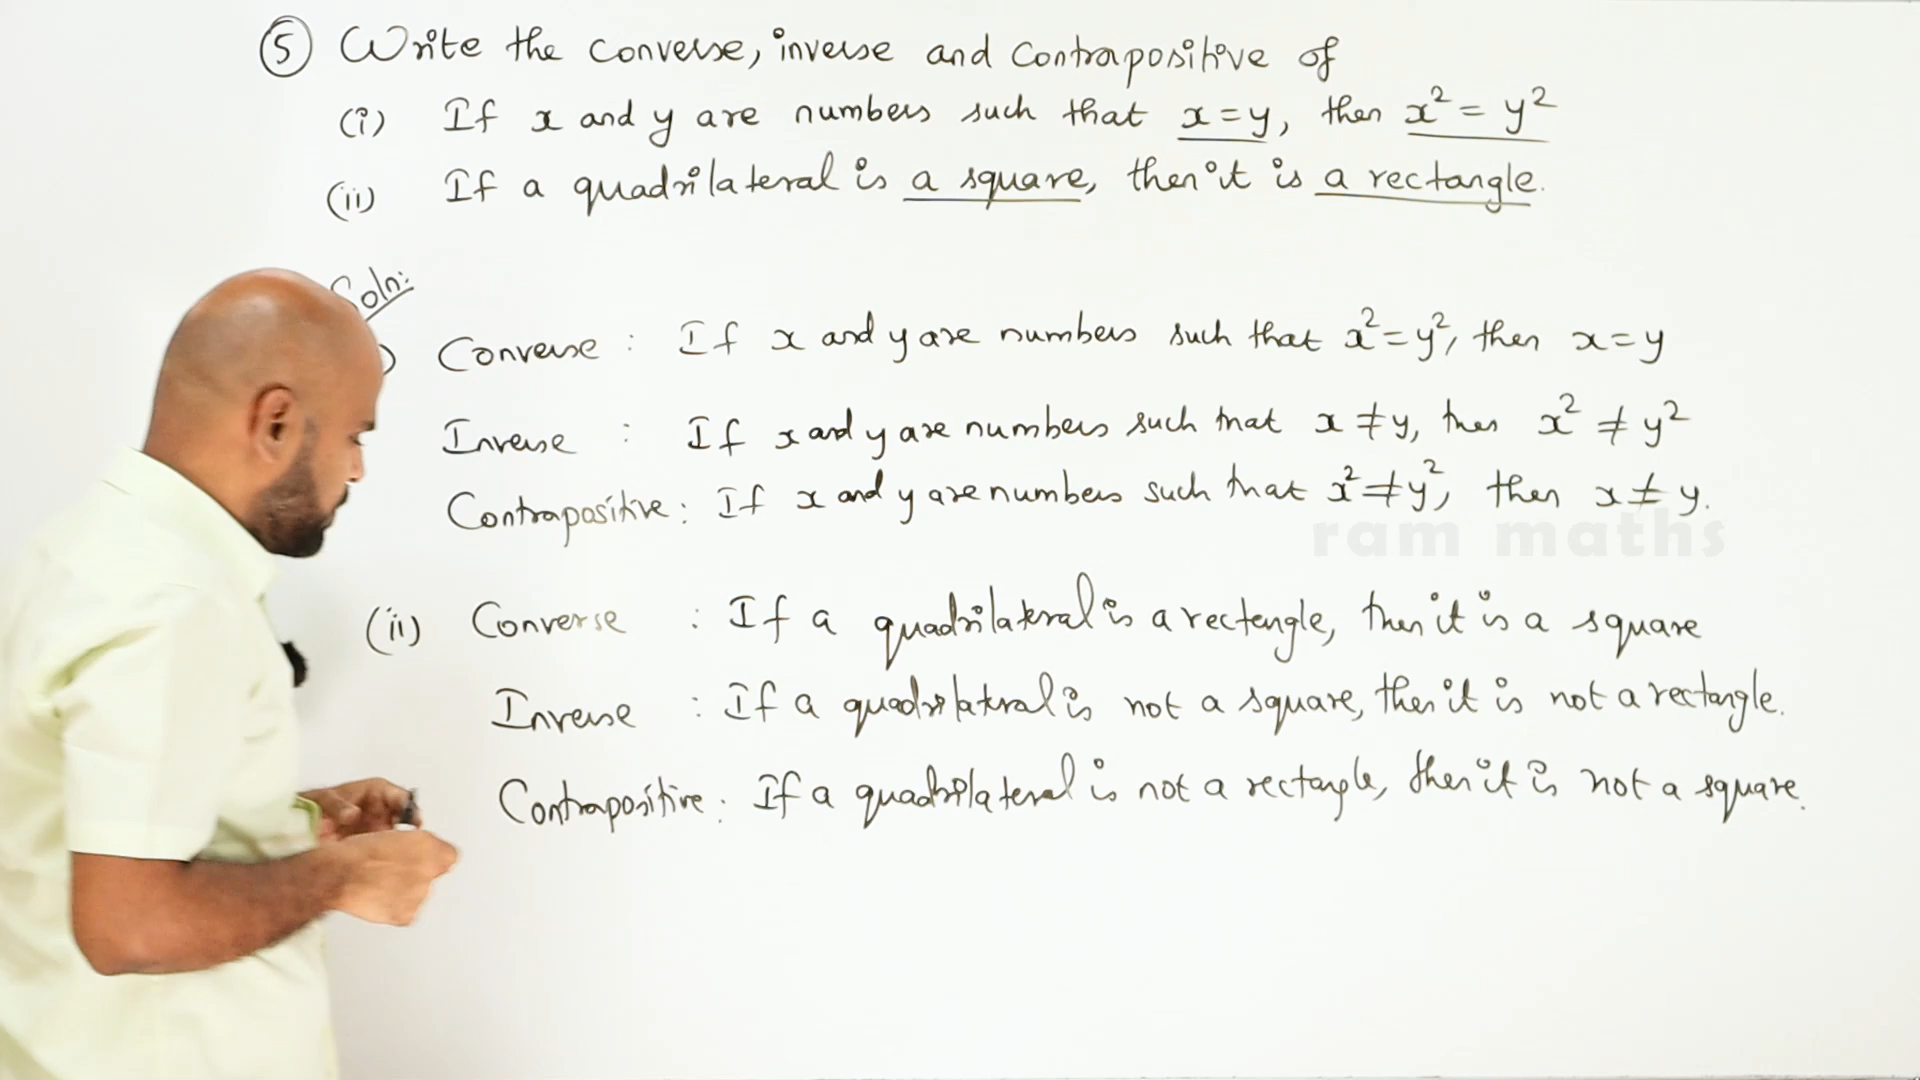 ⑤ Write the converse, inverse and contrapositive of
(i) If x and y are numbers such that x = y, then x² = y²
(ii) If a quadrilateral is a square, then it is a rectangle.
Soln:
) Converse : If x and y are numbers such that x² = y², then x = y
Inverse : If x and y are numbers such that x ≠ y, then x² ≠ y²
Contrapositive : If x and y are numbers such that x² ≠ y², then x ≠ y.
ram maths
(ii) Converse : If a quadrilateral is a rectangle, then it is a square
Inverse : If a quadrilateral is not a square, then it is not a rectangle.
Contrapositive : If a quadrilateral is not a rectangle, then it is not a square.